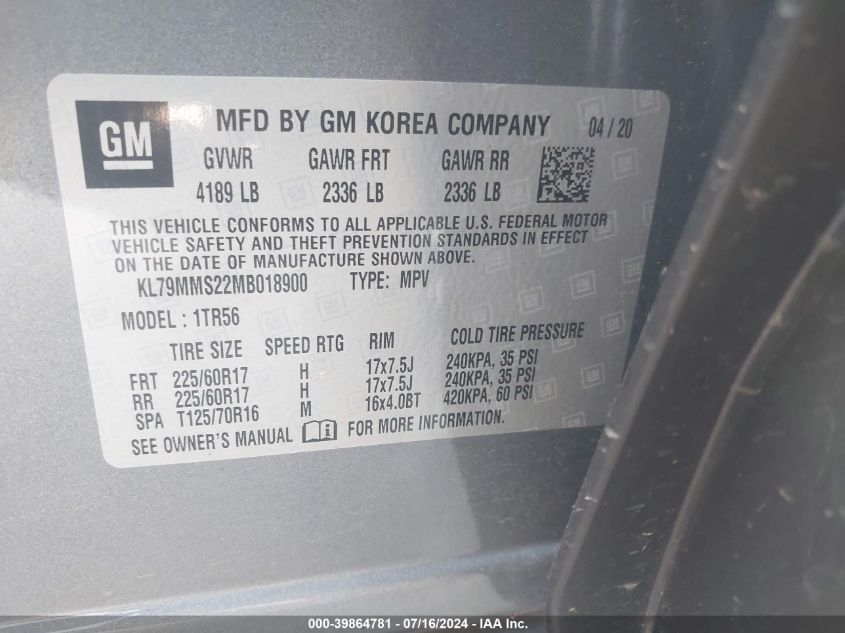 GM
MFD BY GM KOREA COMPANY 04 / 20
GVWR GAWR FRT GAWR RR
4189 LB 2336 LB 2336 LB
THIS VEHICLE CONFORMS TO ALL APPLICABLE U.S. FEDERAL MOTOR
VEHICLE SAFETY AND THEFT PREVENTION STANDARDS IN EFFECT
ON THE DATE OF MANUFACTURE SHOWN ABOVE.
KL79MMS22MB018900 TYPE: MPV
MODEL : 1TR56
TIRE SIZE SPEED RTG RIM COLD TIRE PRESSURE
FRT 225/60R17 H 17x7.5J 240KPA, 35 PSI
RR 225/60R17 H 17x7.5J 240KPA, 35 PSI
SPA T125/70R16 M 16x4.0BT 420KPA, 60 PSI
SEE OWNER'S MANUAL FOR MORE INFORMATION.
000-39864781 - 07/16/2024 - IAA Inc.